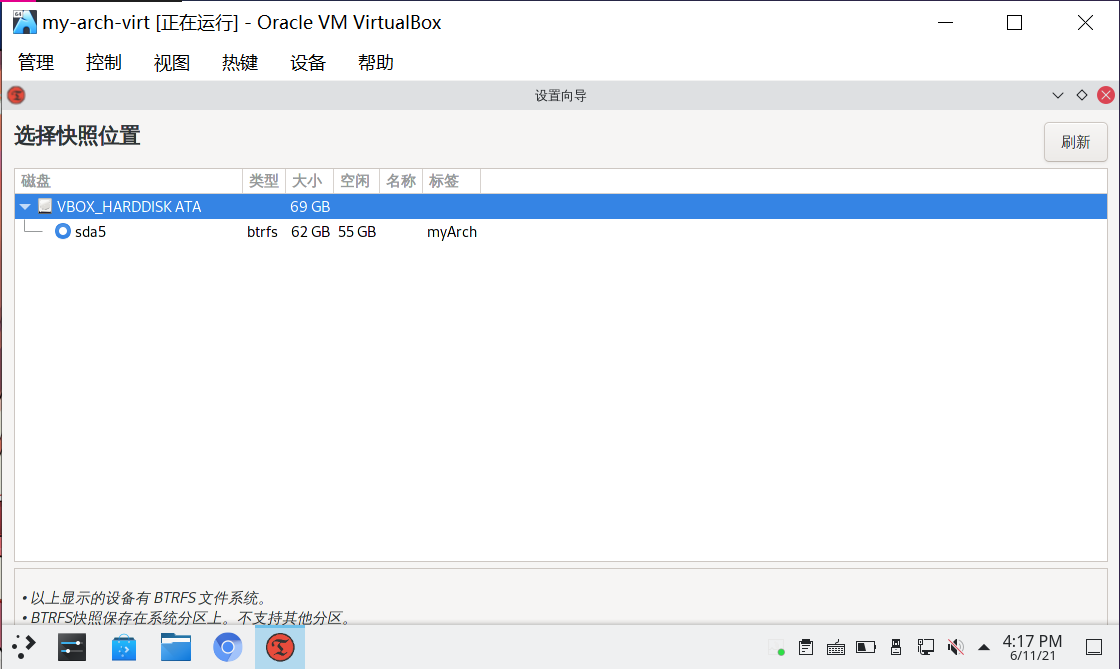 my-arch-virt [正在运行] - Oracle VM VirtualBox
管理 控制 视图 热键 设备 帮助
设置向导
选择快照位置
刷新
磁盘 类型 大小 空闲 名称 标签
VBOX_HARDDISK ATA 69 GB
sda5 btrfs 62 GB 55 GB myArch
• 以上显示的设备有 BTRFS 文件系统。
• BTRFS快照保存在系统分区上。不支持其他分区。
4:17 PM
6/11/21